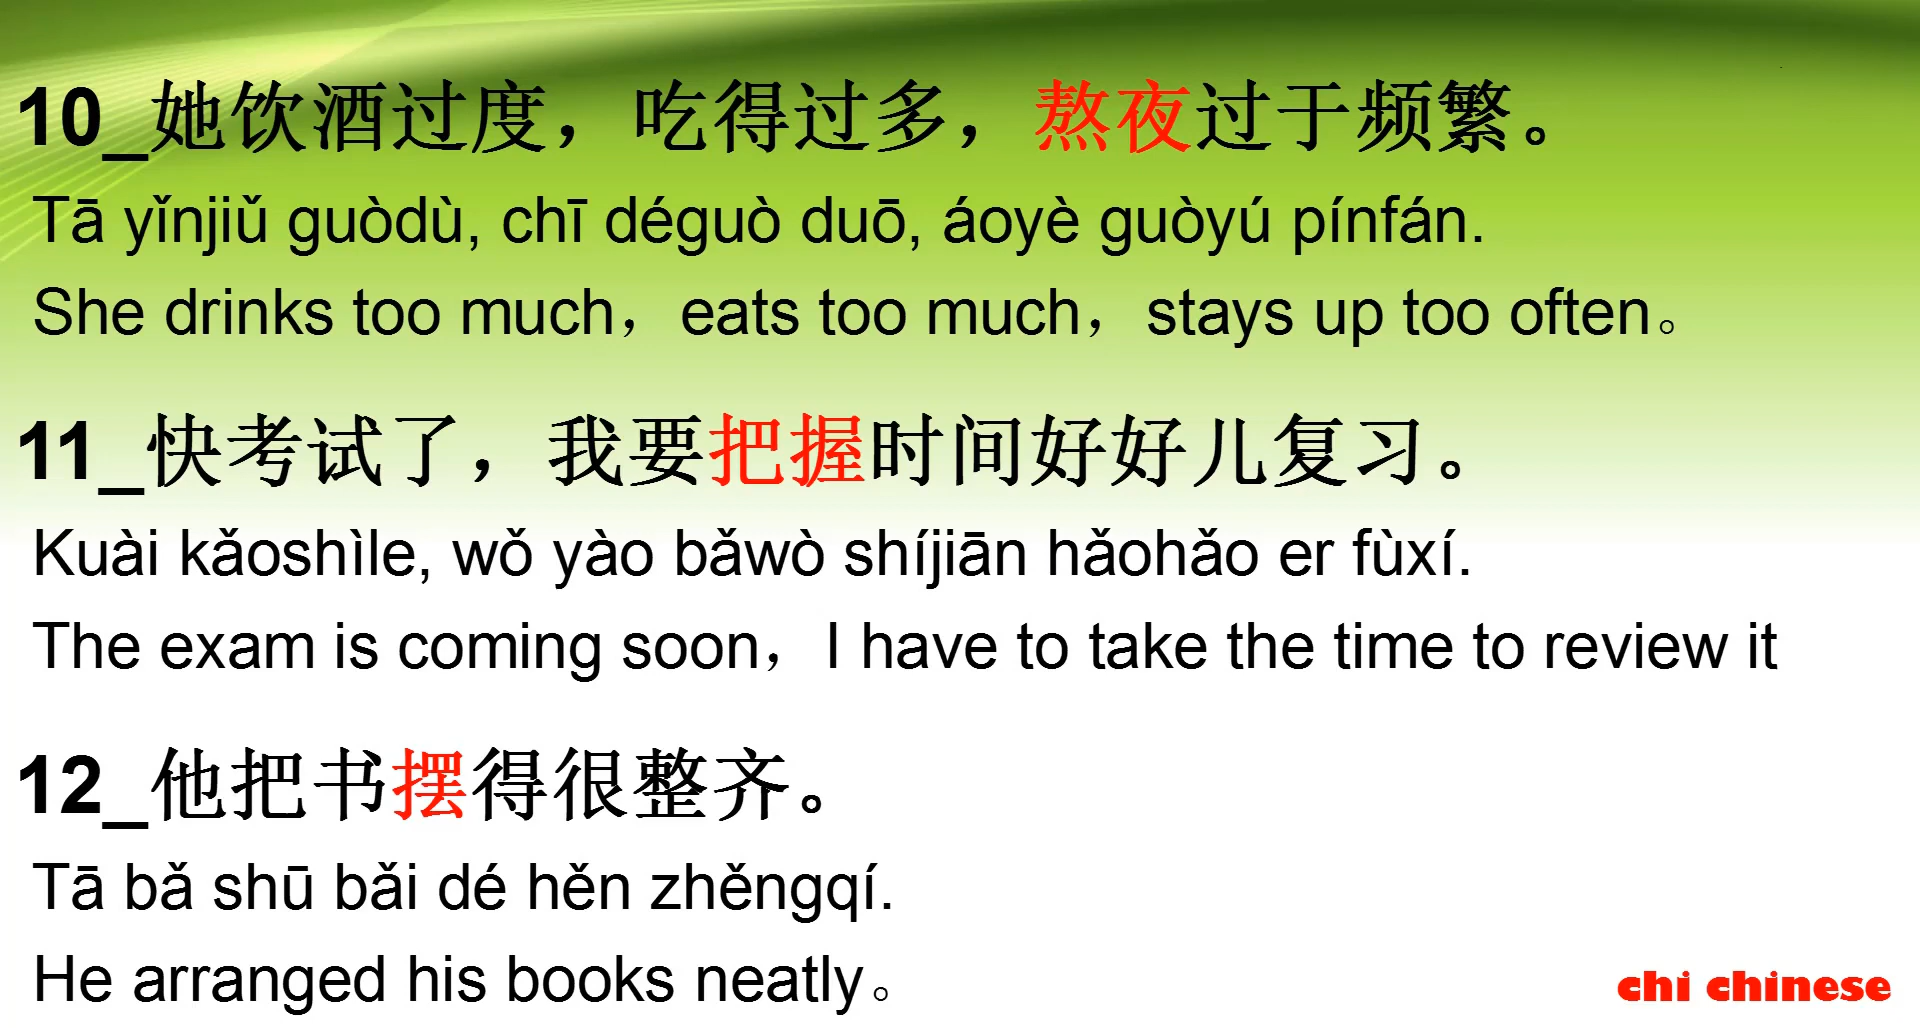 10_她饮酒过度，吃得过多，熬夜过于频繁。
Tā yǐnjiǔ guòdù, chī déguò duō, áoyè guòyú pínfán.
She drinks too much，eats too much，stays up too often。
11_快考试了，我要把握时间好好儿复习。
Kuài kǎoshìle, wǒ yào bǎwò shíjiān hǎohǎo er fùxí.
The exam is coming soon，I have to take the time to review it
12_他把书摆得很整齐。
Tā bǎ shū bǎi dé hěn zhěngqí.
He arranged his books neatly。
chi chinese